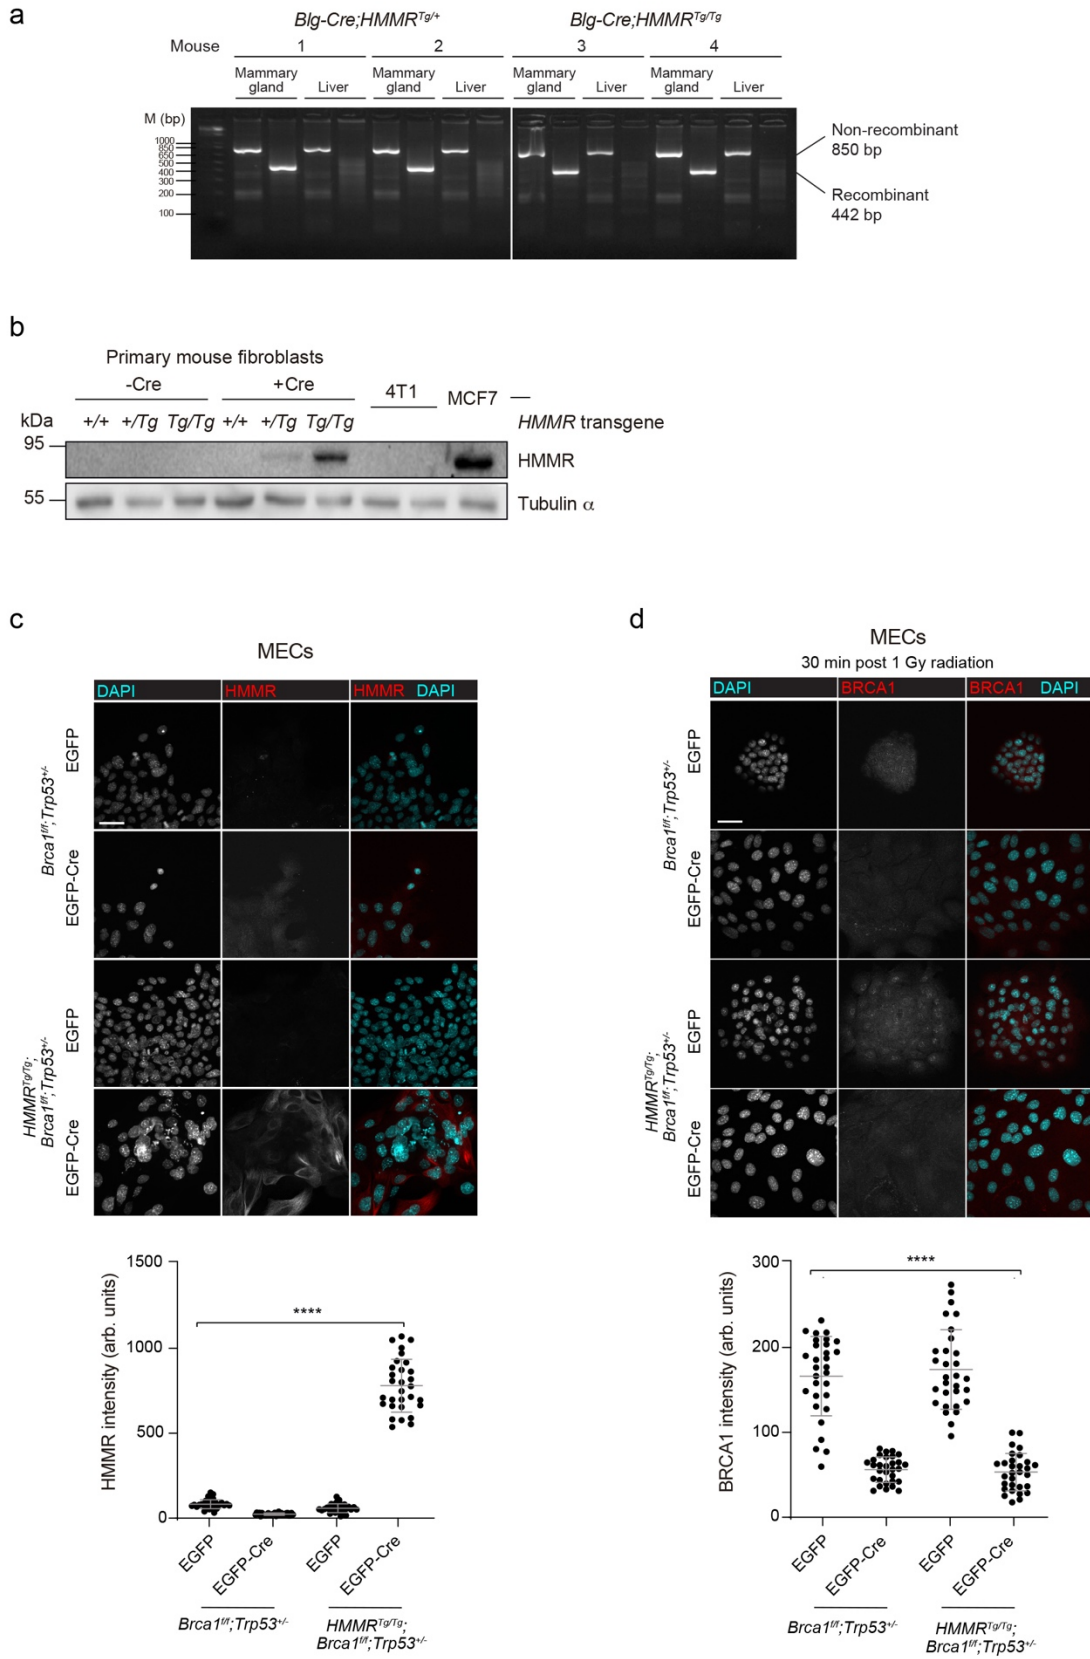 a
Blg-Cre;HMMR^Tg/+ Blg-Cre;HMMR^Tg/Tg
Mouse 1 2 3 4
Mammary gland Liver Mammary gland Liver Mammary gland Liver Mammary gland Liver
M (bp)
1000
850
650
500
400
300
200
100
Non-recombinant
850 bp
Recombinant
442 bp
b
Primary mouse fibroblasts
-Cre +Cre 4T1 MCF7 —
kDa +/+ +/Tg Tg/Tg +/+ +/Tg Tg/Tg HMMR transgene
95 HMMR
55 Tubulin α
c
MECs
DAPI HMMR HMMR DAPI
Brca1^f/f;Trp53^+/-
EGFP
EGFP-Cre
HMMR^Tg/Tg;
Brca1^f/f;Trp53^+/-
EGFP
EGFP-Cre
HMMR intensity (arb. units)
1500
1000
500
0
****
EGFP EGFP-Cre EGFP EGFP-Cre
Brca1^f/f;Trp53^+/- HMMR^Tg/Tg;
Brca1^f/f;Trp53^+/-
d
MECs
30 min post 1 Gy radiation
DAPI BRCA1 BRCA1 DAPI
Brca1^f/f;Trp53^+/-
EGFP
EGFP-Cre
HMMR^Tg/Tg;
Brca1^f/f;Trp53^+/-
EGFP
EGFP-Cre
BRCA1 intensity (arb. units)
300
200
100
0
****
EGFP EGFP-Cre EGFP EGFP-Cre
Brca1^f/f;Trp53^+/- HMMR^Tg/Tg;
Brca1^f/f;Trp53^+/-